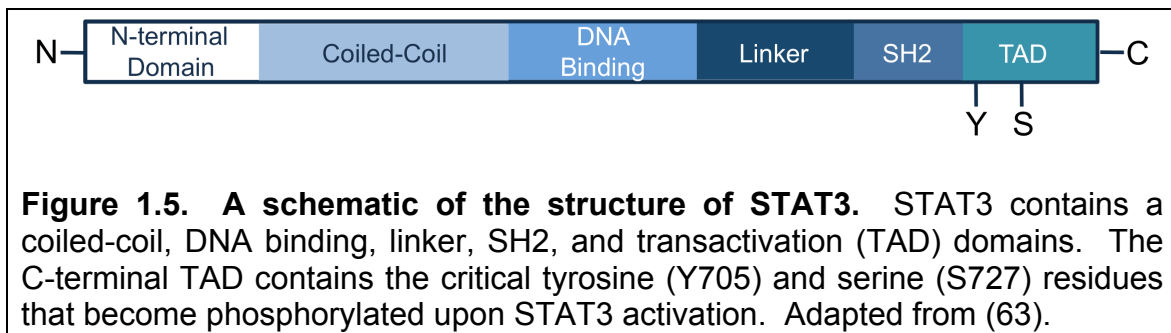 N
N-terminal Domain
Coiled-Coil
DNA Binding
Linker
SH2
TAD
C
Y
S
Figure 1.5. A schematic of the structure of STAT3. STAT3 contains a
coiled-coil, DNA binding, linker, SH2, and transactivation (TAD) domains. The
C-terminal TAD contains the critical tyrosine (Y705) and serine (S727) residues
that become phosphorylated upon STAT3 activation. Adapted from (63).